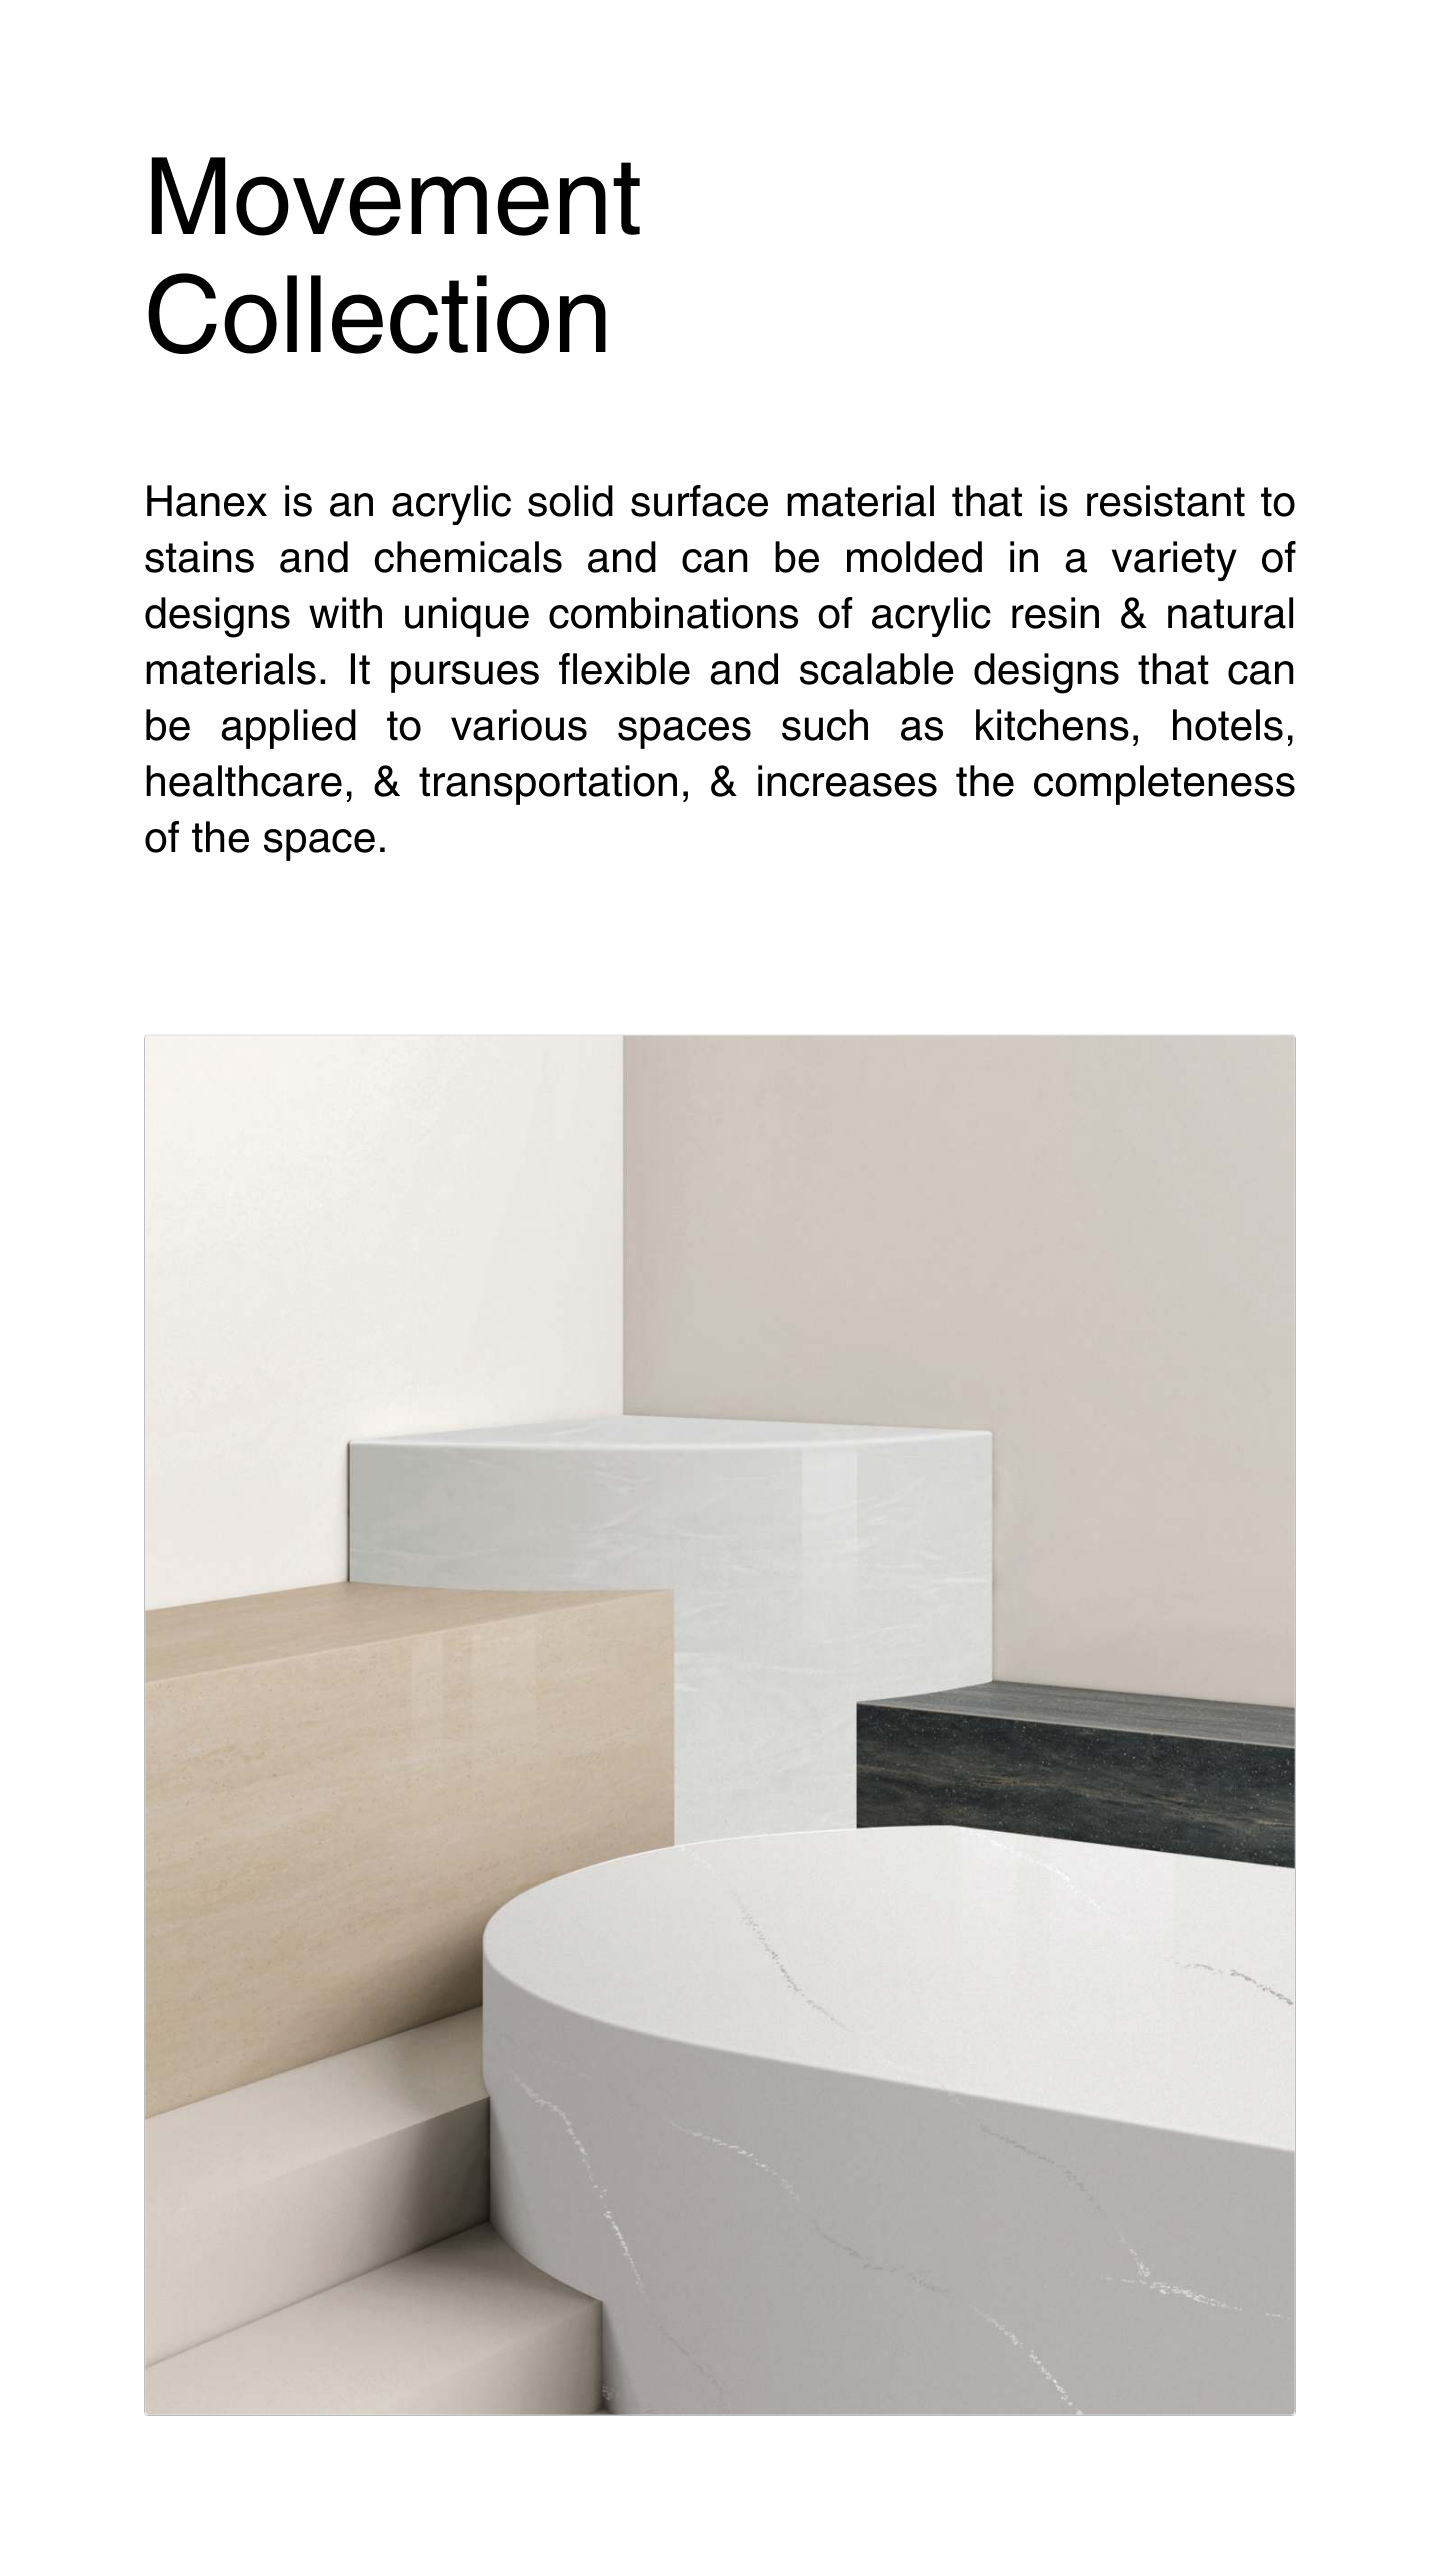 Movement
Collection
Hanex is an acrylic solid surface material that is resistant to
stains and chemicals and can be molded in a variety of
designs with unique combinations of acrylic resin & natural
materials. It pursues flexible and scalable designs that can
be applied to various spaces such as kitchens, hotels,
healthcare, & transportation, & increases the completeness
of the space.